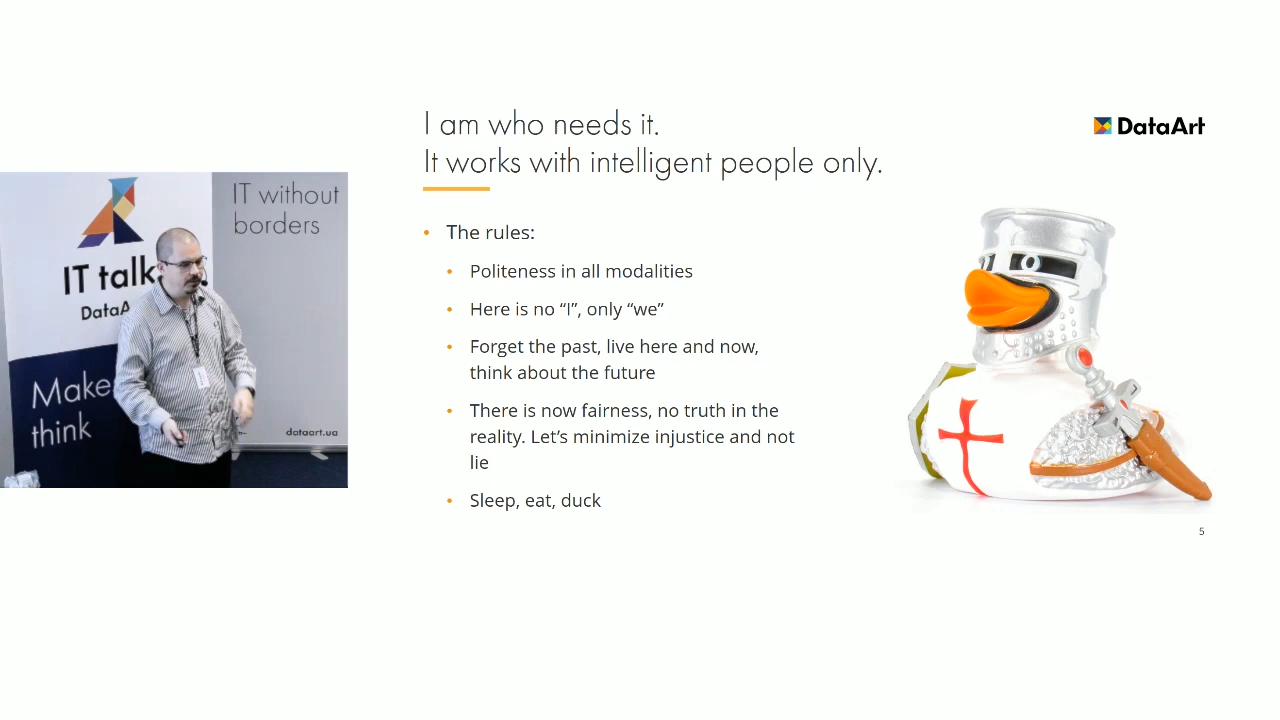 I am who needs it.
It works with intelligent people only.
DataArt
The rules:
Politeness in all modalities
Here is no “I”, only “we”
Forget the past, live here and now,
think about the future
There is now fairness, no truth in the
reality. Let’s minimize injustice and not
lie
Sleep, eat, duck
5
IT without
borders
IT talk
DataA
Make
think
dataart.ua